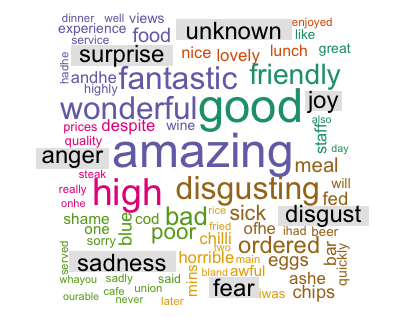 dinner well views
experience food unknown enjoyed
service like
surprise nice lovely lunch great
hadhe andhe fantastic friendly
highly
wonderful good joy
prices despite wine staff also
quality day
anger amazing meal
steak
really high disgusting will
onhe fed
shame blue cod bad rice sick disgust
one poor fried ofhe ihad beer
sorry chilli two ordered bar quickly
served sadness horrible main eggs
whayou sadly said mins bland awful ashe
ourable cafe union fear iwas chips
never later